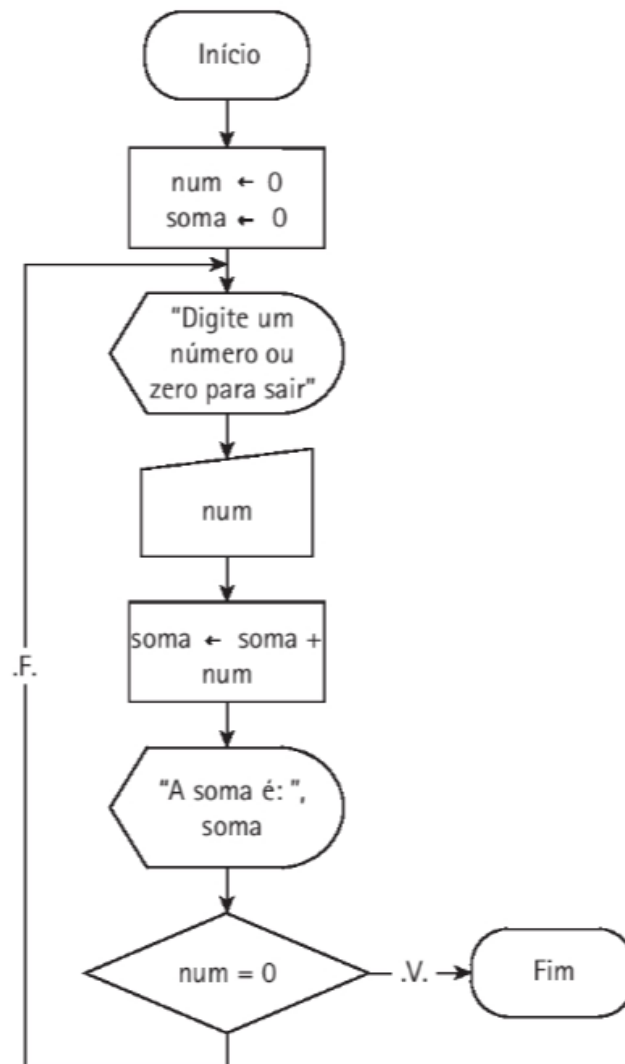 Início
num ← 0
soma ← 0
"Digite um
número ou
zero para sair"
num
soma ← soma +
num
.F.
"A soma é: ",
soma
num = 0
.V.
Fim